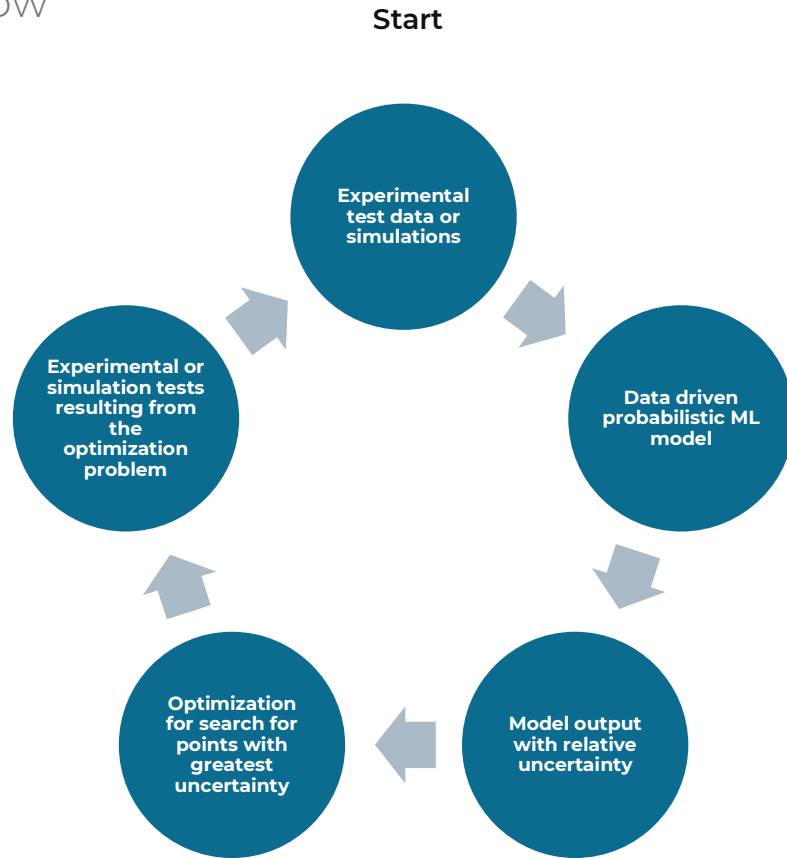 Start
Experimental
test data or
simulations
Data driven
probabilistic ML
model
Model output
with relative
uncertainty
Optimization
for search for
points with
greatest
uncertainty
Experimental or
simulation tests
resulting from
the
optimization
problem